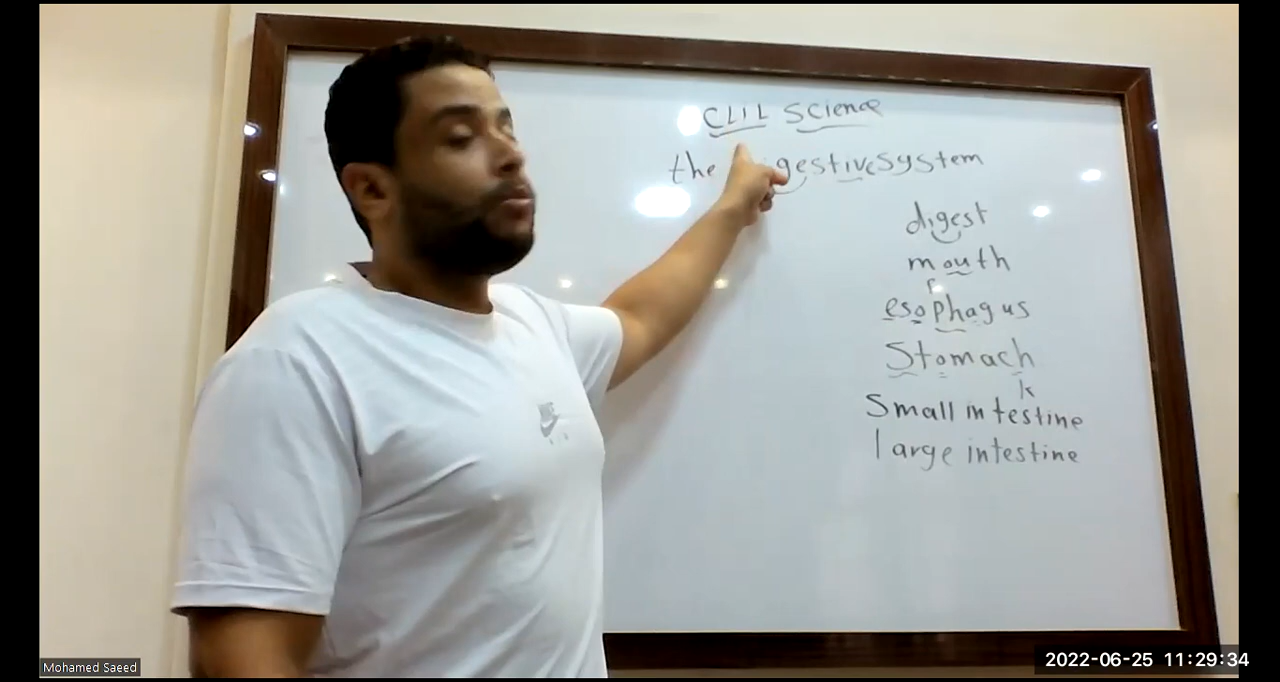 CLIL Science
the gestive system
digest
mouth
f
esophagus
Stomach
k
Small intestine
large intestine
Mohamed Saeed
2022-06-25 11:29:34